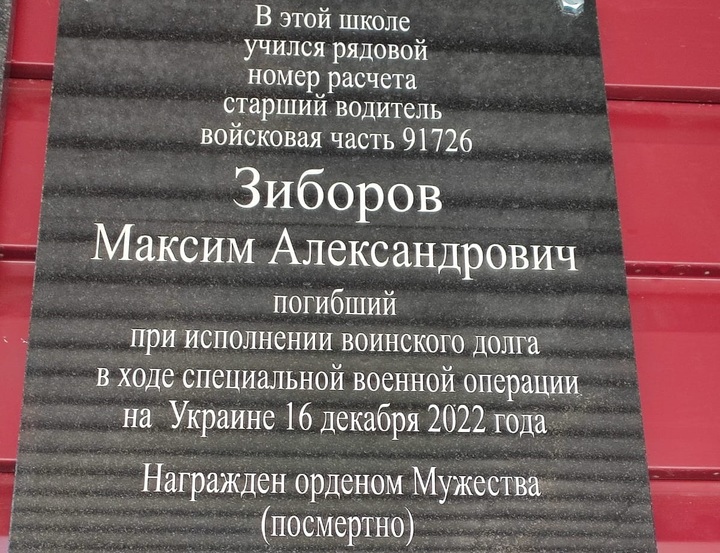 В этой школе
учился рядовой
номер расчета
старший водитель
войсковая часть 91726
Зиборов
Максим Александрович
погибший
при исполнении воинского долга
в ходе специальной военной операции
на Украине 16 декабря 2022 года
Награжден орденом Мужества
(посмертно)